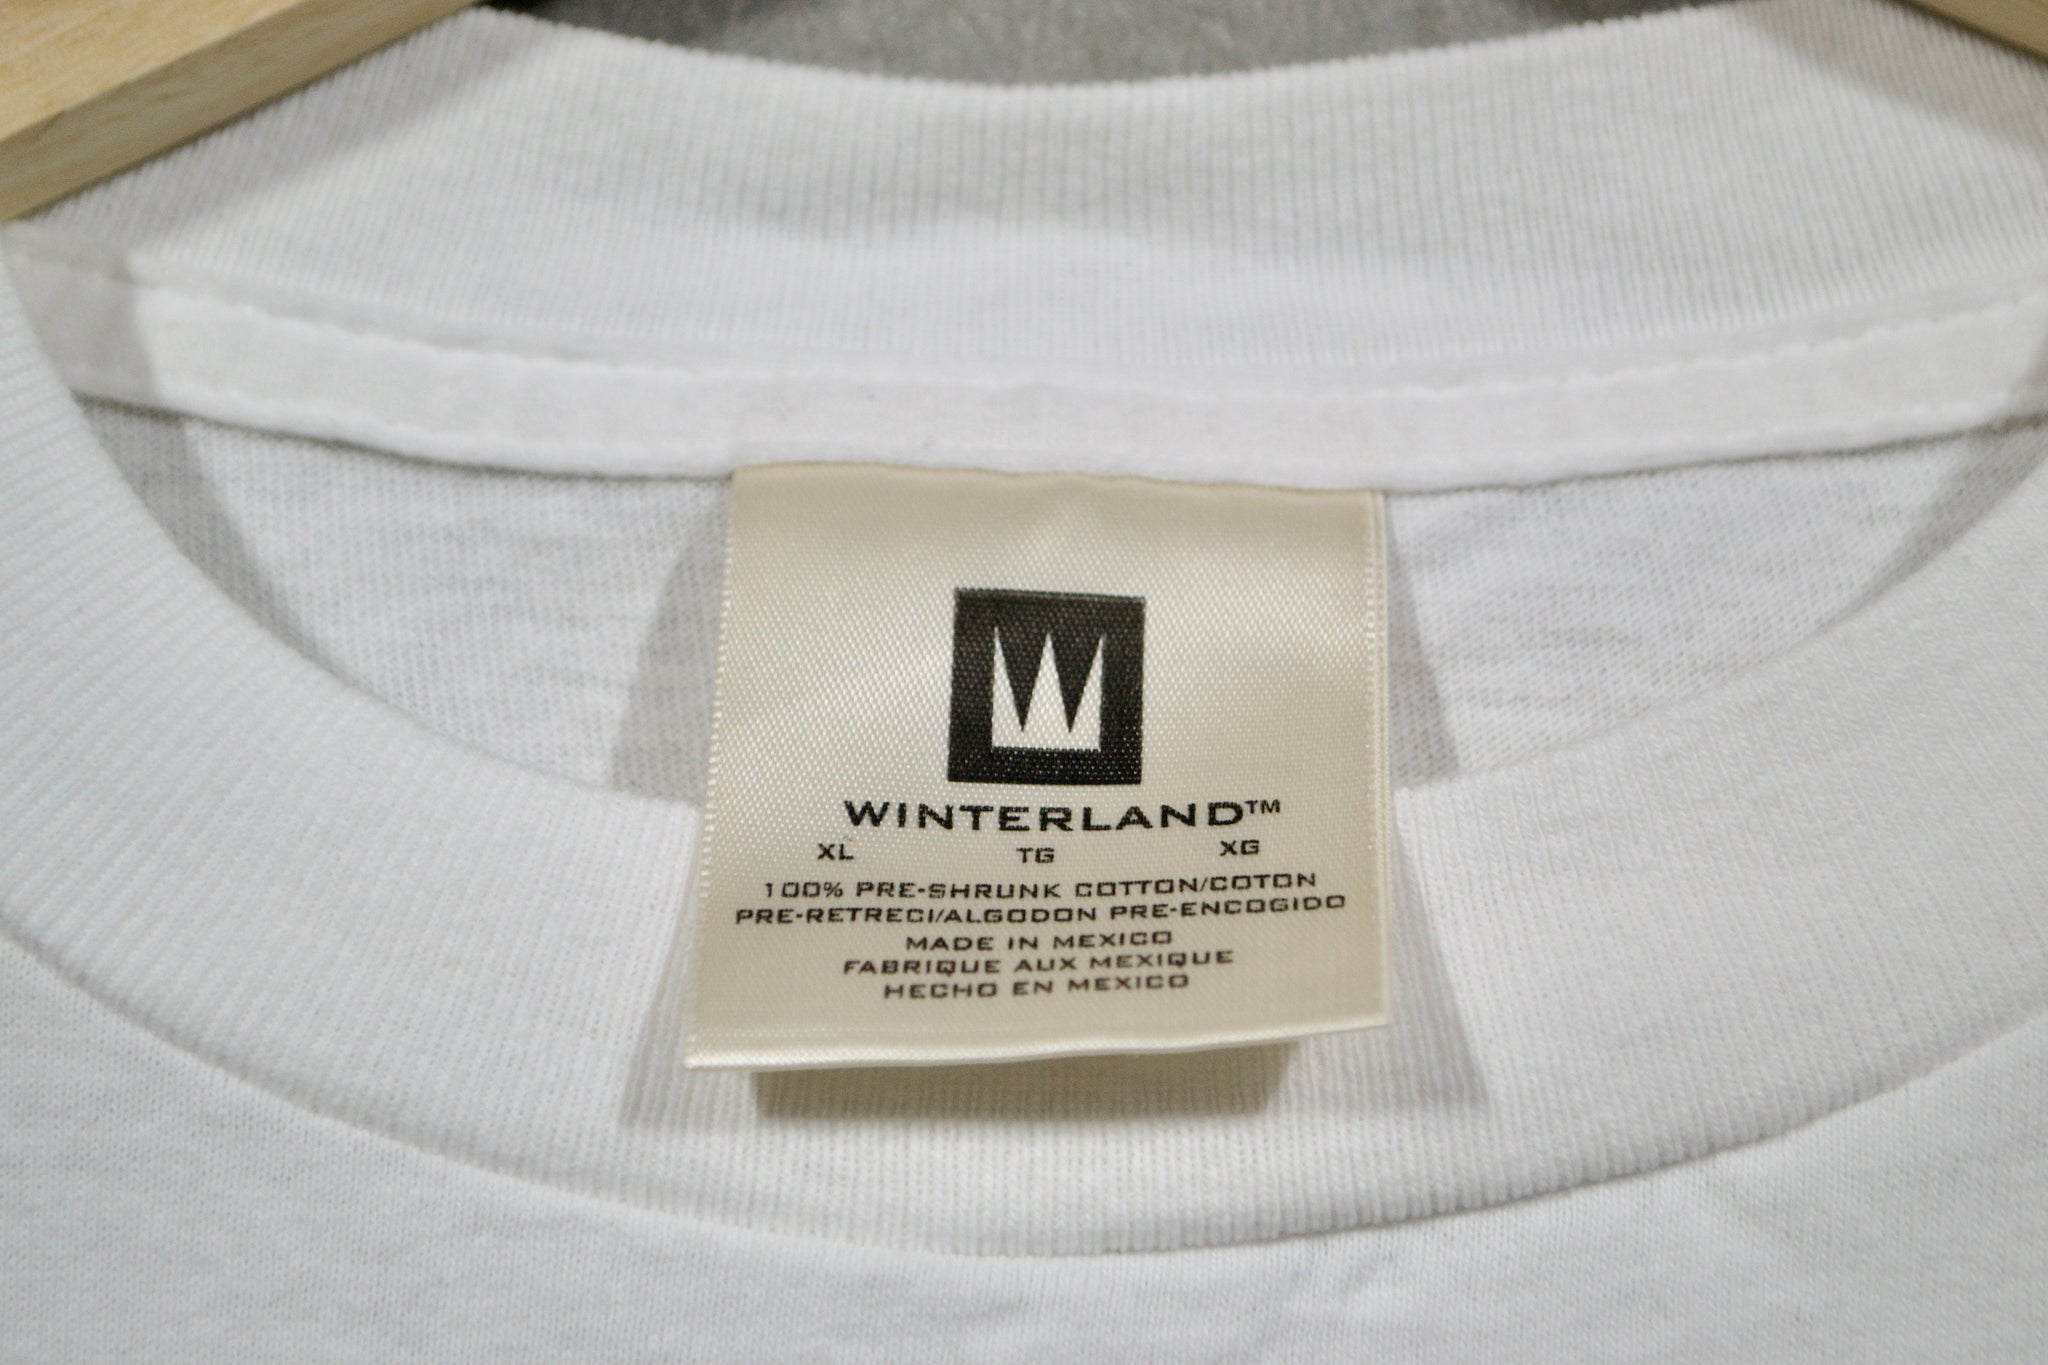 W
WINTERLAND™
XL TG XG
100% PRE-SHRUNK COTTON/COTON
PRE-RETRECI/ALGODON PRE-ENCOGIDO
MADE IN MEXICO
FABRIQUE AUX MEXIQUE
HECHO EN MEXICO